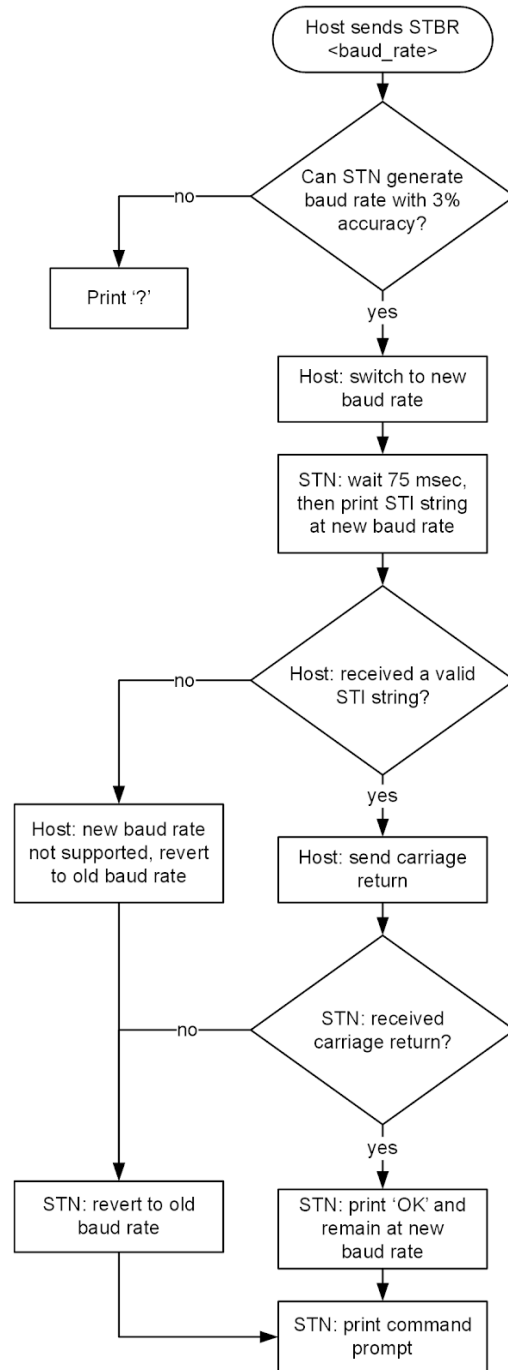 Host sends STBR
<baud_rate>
Can STN generate
baud rate with 3%
accuracy?
no
Print ‘?’
yes
Host: switch to new
baud rate
STN: wait 75 msec,
then print STI string
at new baud rate
Host: received a valid
STI string?
no
yes
Host: new baud rate
not supported, revert
to old baud rate
Host: send carriage
return
STN: received
carriage return?
no
yes
STN: revert to old
baud rate
STN: print ‘OK’ and
remain at new
baud rate
STN: print command
prompt